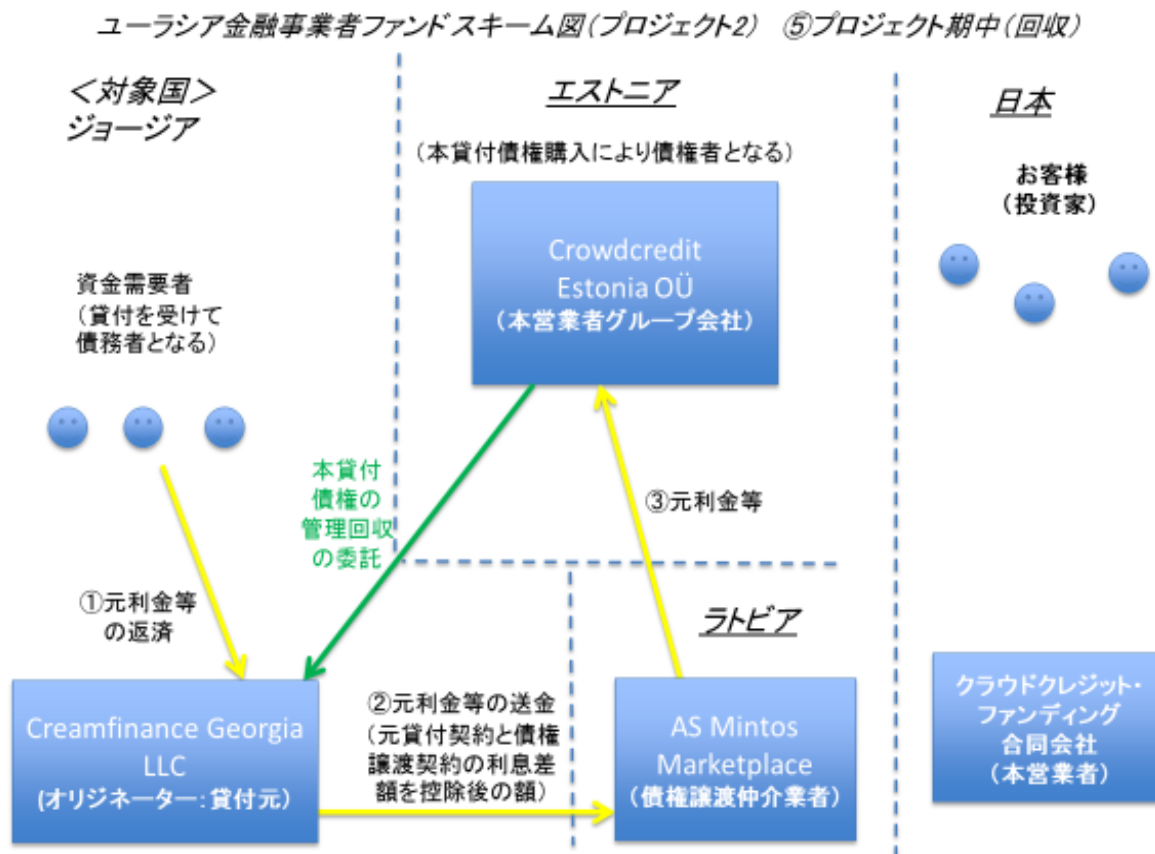 ユーラシア金融事業者ファンドスキーム図(プロジェクト2) ⑤プロジェクト期中(回収)
＜対象国＞
ジョージア
エストニア
日本
(本貸付債権購入により債権者となる)
お客様
(投資家)
Crowdcredit
Estonia OÜ
(本営業者グループ会社)
資金需要者
(貸付を受けて
債務者となる)
本貸付
債権の
管理回収
の委託
③元利金等
①元利金等
の返済
ラトビア
Creamfinance Georgia
LLC
(オリジネーター：貸付元)
②元利金等の送金
(元貸付契約と債権
譲渡契約の利息差
額を控除後の額)
AS Mintos
Marketplace
(債権譲渡仲介業者)
クラウドクレジット・
ファンディング
合同会社
(本営業者)